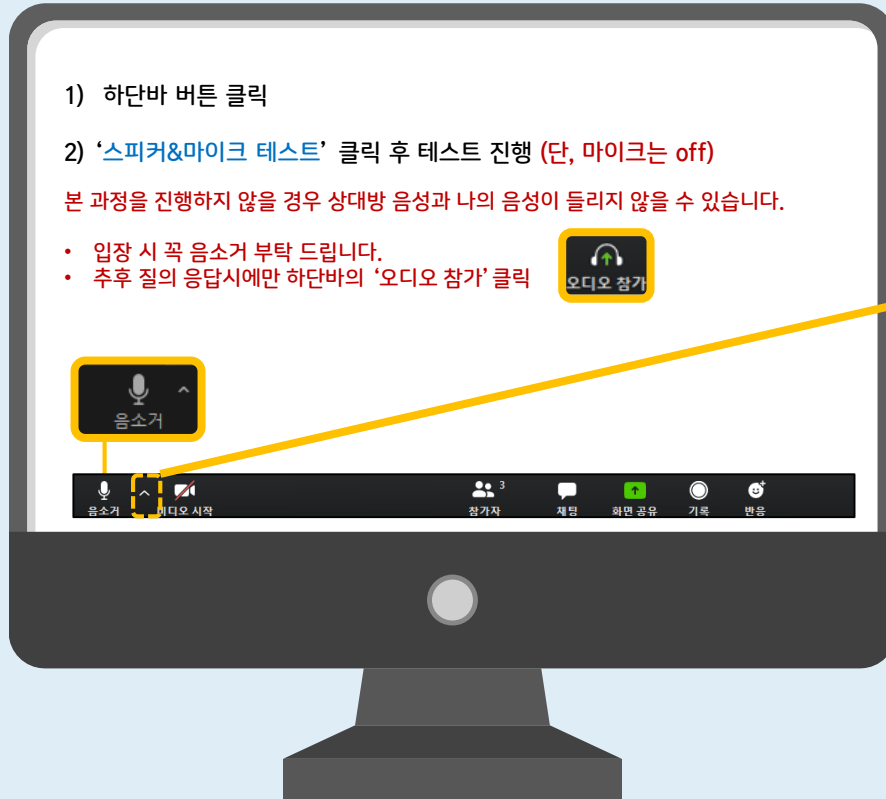 1) 하단바 버튼 클릭
2) ‘스피커&마이크 테스트’ 클릭 후 테스트 진행 (단, 마이크는 off)
본 과정을 진행하지 않을 경우 상대방 음성과 나의 음성이 들리지 않을 수 있습니다.
• 입장 시 꼭 음소거 부탁 드립니다.
• 추후 질의 응답시에만 하단바의 ‘오디오 참가’ 클릭
오디오 참가
음소거
3
음소거 비디오 시작 참가자 채팅 화면 공유 기록 반응